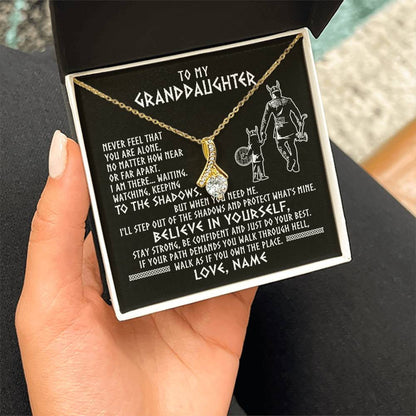 TO MY
GRANDDAUGHTER
NEVER FEEL THAT
YOU ARE ALONE.
NO MATTER HOW NEAR
OR FAR APART.
I AM THERE... WAITING.
WATCHING, KEEPING
TO THE SHADOWS.
BUT WHEN NEED ME.
I'LL STEP OUT OF THE SHADOWS AND PROTECT WHAT'S MINE.
BELIEVE IN YOURSELF,
STAY STRONG, BE CONFIDENT AND JUST DO YOUR BEST.
IF YOUR PATH DEMANDS YOU WALK THROUGH HELL,
WALK AS IF YOU OWN THE PLACE.
LOVE, NAME